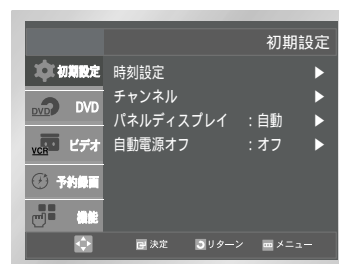 初期設定
初期設定
時刻設定 ▶
チャンネル ▶
パネルディスプレイ :自動 ▶
自動電源オフ :オフ ▶
DVD DVD
VCR ビデオ
予約録画
機能
決定 リターン メニュー